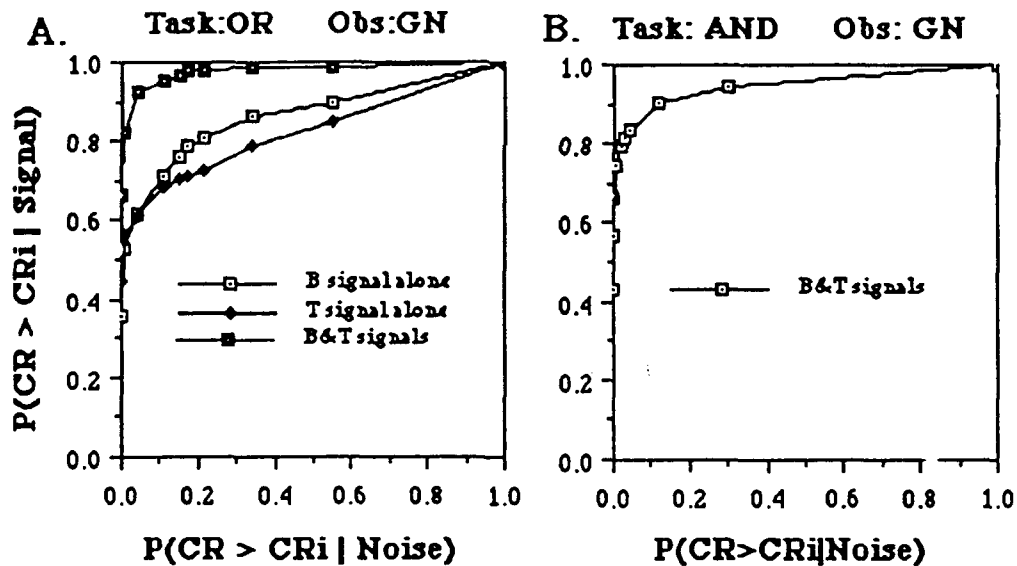 A. Task:OR Obs:GN
P(CR > CRi | Signal)
1.0
0.8
0.6
0.4
0.2
0.0
B signal alone
T signal alone
B&T signals
0.0 0.2 0.4 0.6 0.8 1.0
P(CR > CRi | Noise)
B. Task: AND Obs: GN
1.0
0.8
0.6
0.4
0.2
0.0
B&T signals
0.0 0.2 0.4 0.6 0.8 1.0
P(CR>CRi|Noise)